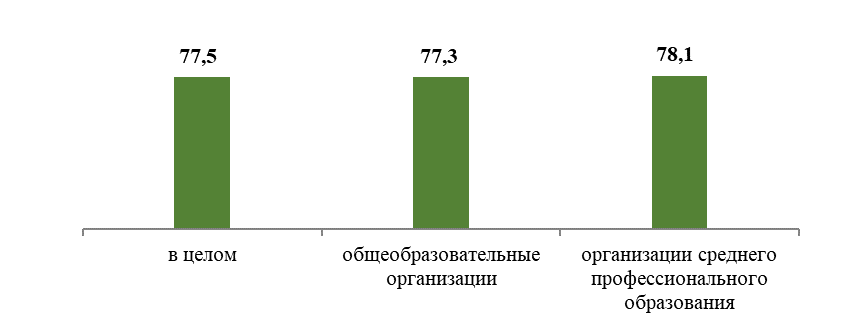 77,5
77,3
78,1
в целом
общеобразовательные
организации
организации среднего
профессионального
образования